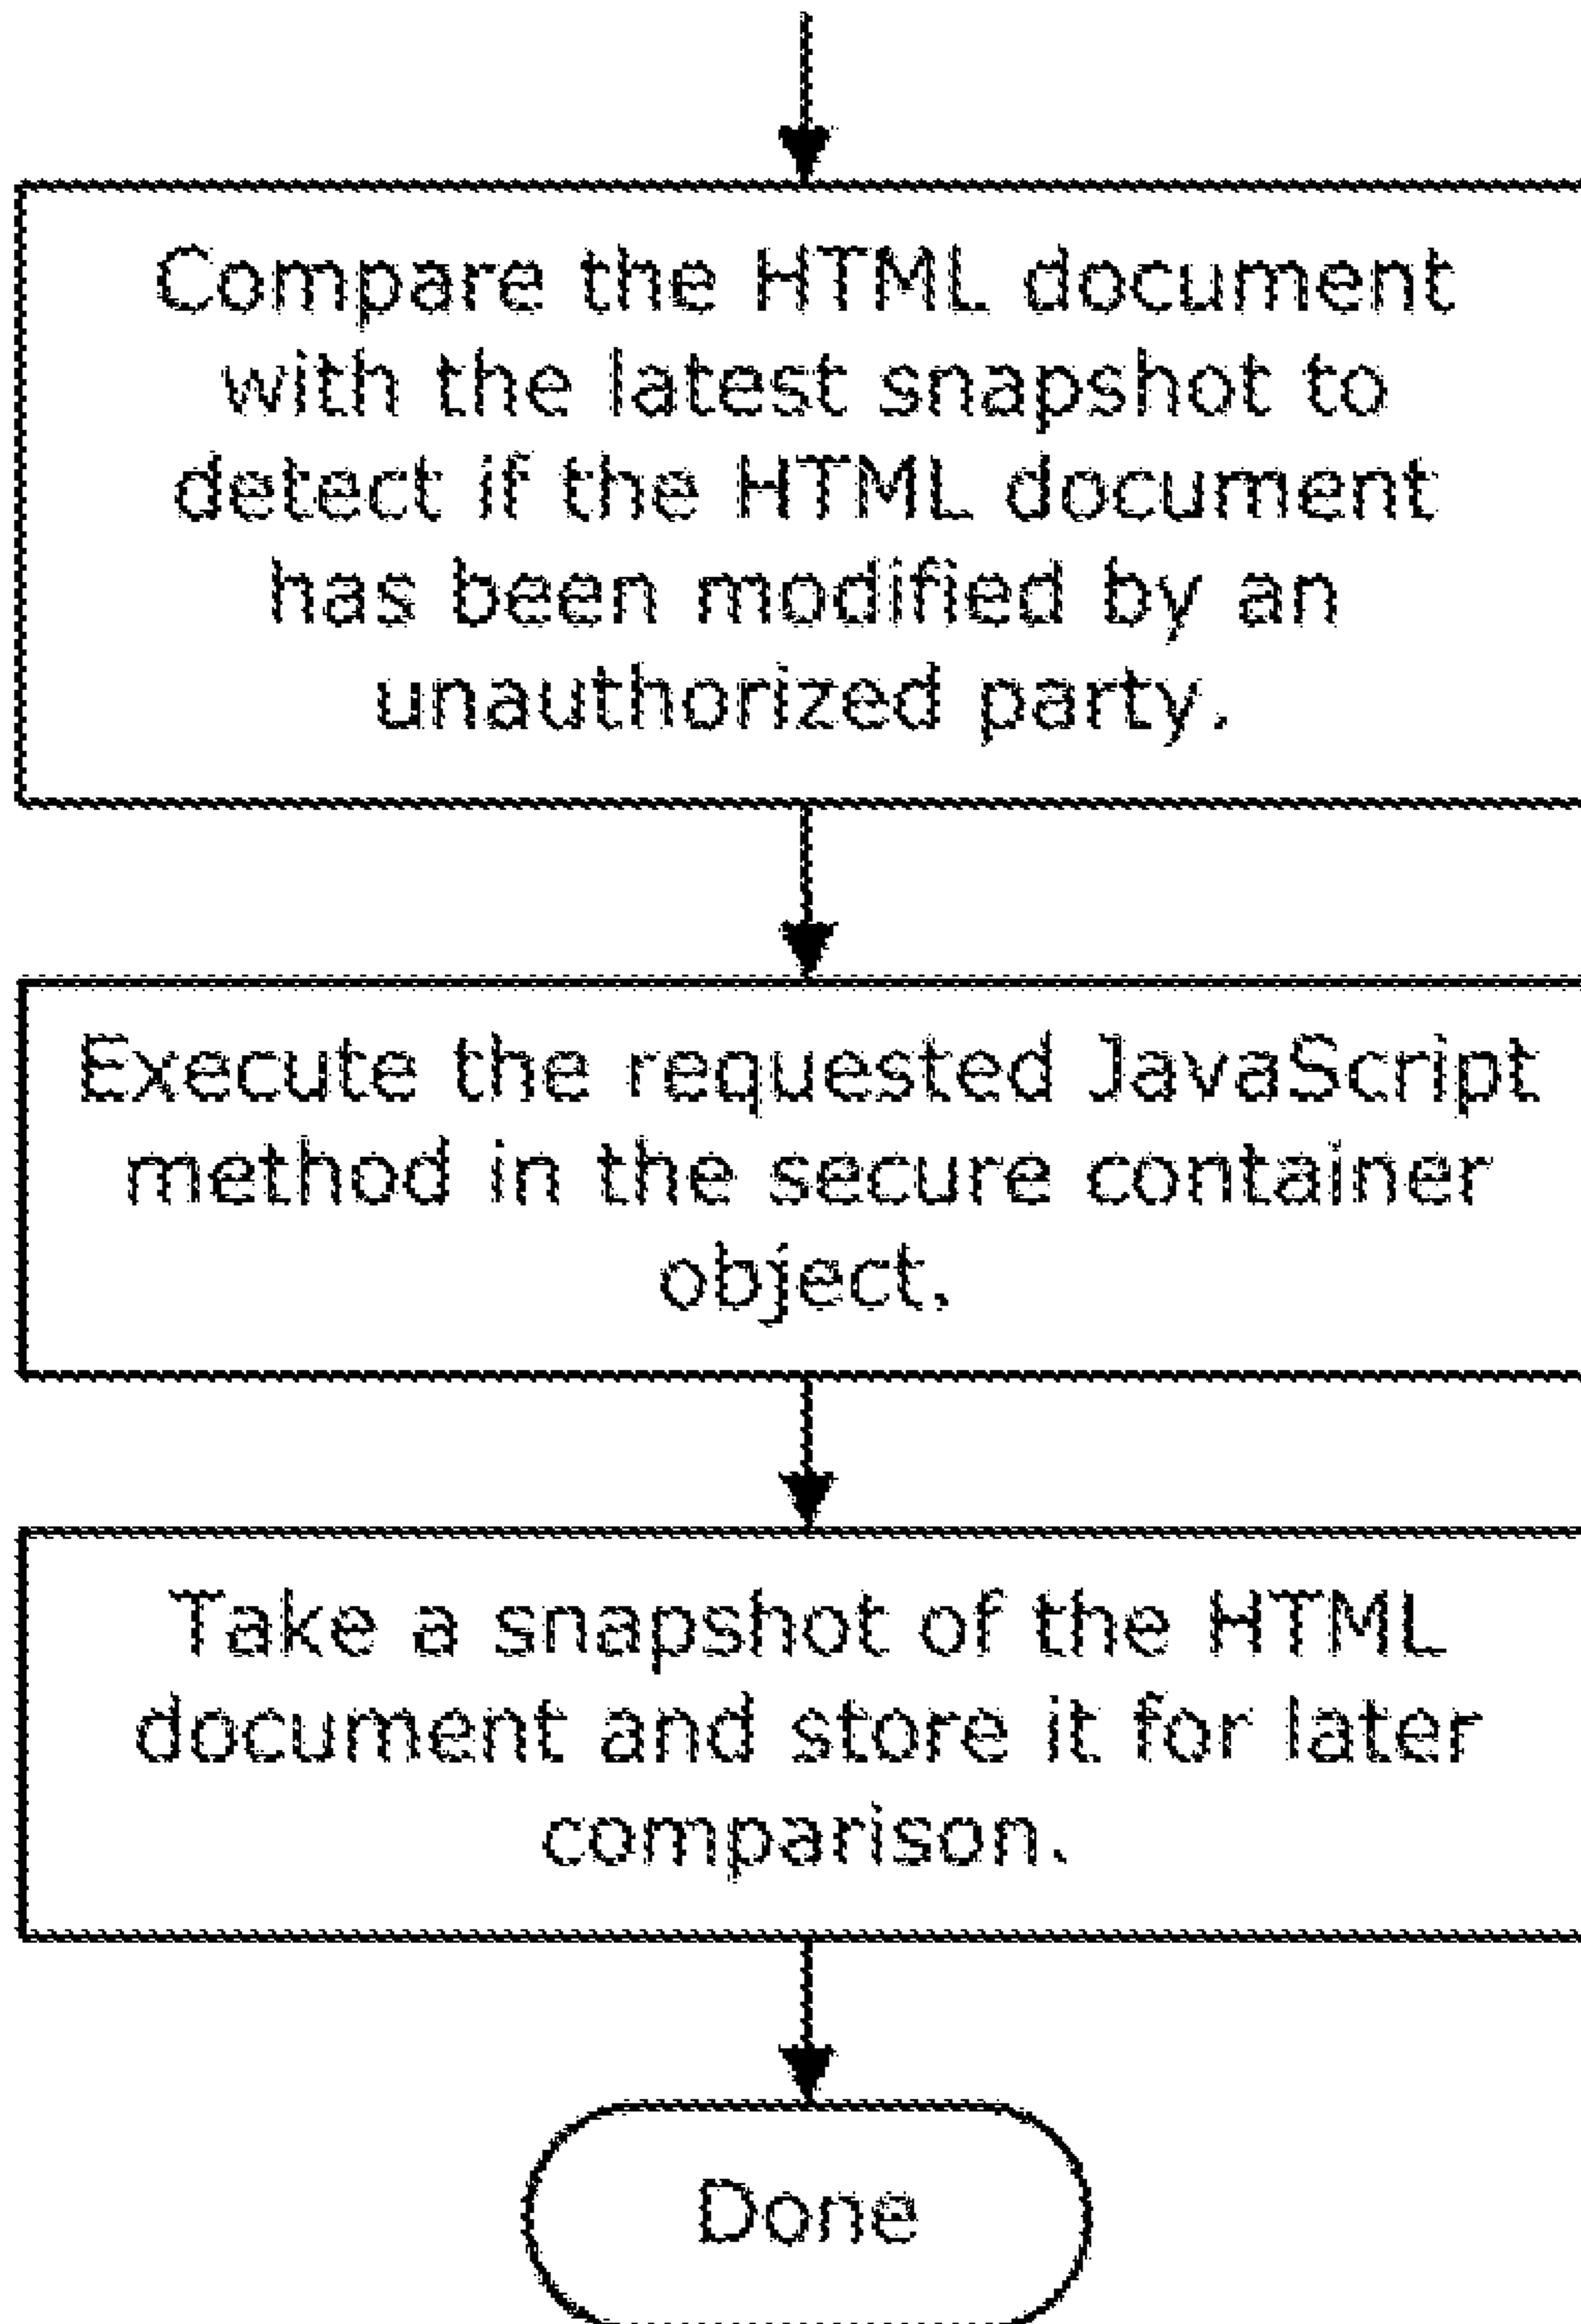 Compare the HTML document
with the latest snapshot to
detect if the HTML document
has been modified by an
unauthorized party.
Execute the requested JavaScript
method in the secure container
object.
Take a snapshot of the HTML
document and store it for later
comparison.
Done